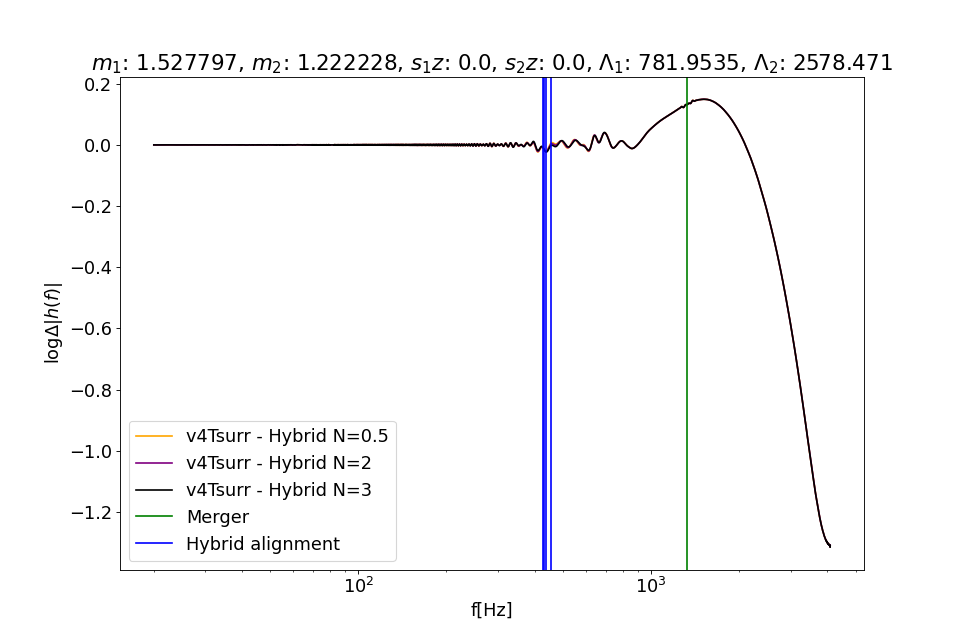 m₁: 1.527797, m₂: 1.222228, s₁z: 0.0, s₂z: 0.0, Λ₁: 781.9535, Λ₂: 2578.471
0.2
0.0
−0.2
−0.4
−0.6
−0.8
−1.0
−1.2
logΔ|h(f)|
v4Tsurr - Hybrid N=0.5
v4Tsurr - Hybrid N=2
v4Tsurr - Hybrid N=3
Merger
Hybrid alignment
10² 10³
f[Hz]